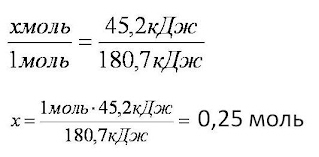 xмоль / 1моль = 45,2кДж / 180,7кДж
x = 1моль · 45,2кДж / 180,7кДж = 0,25 моль